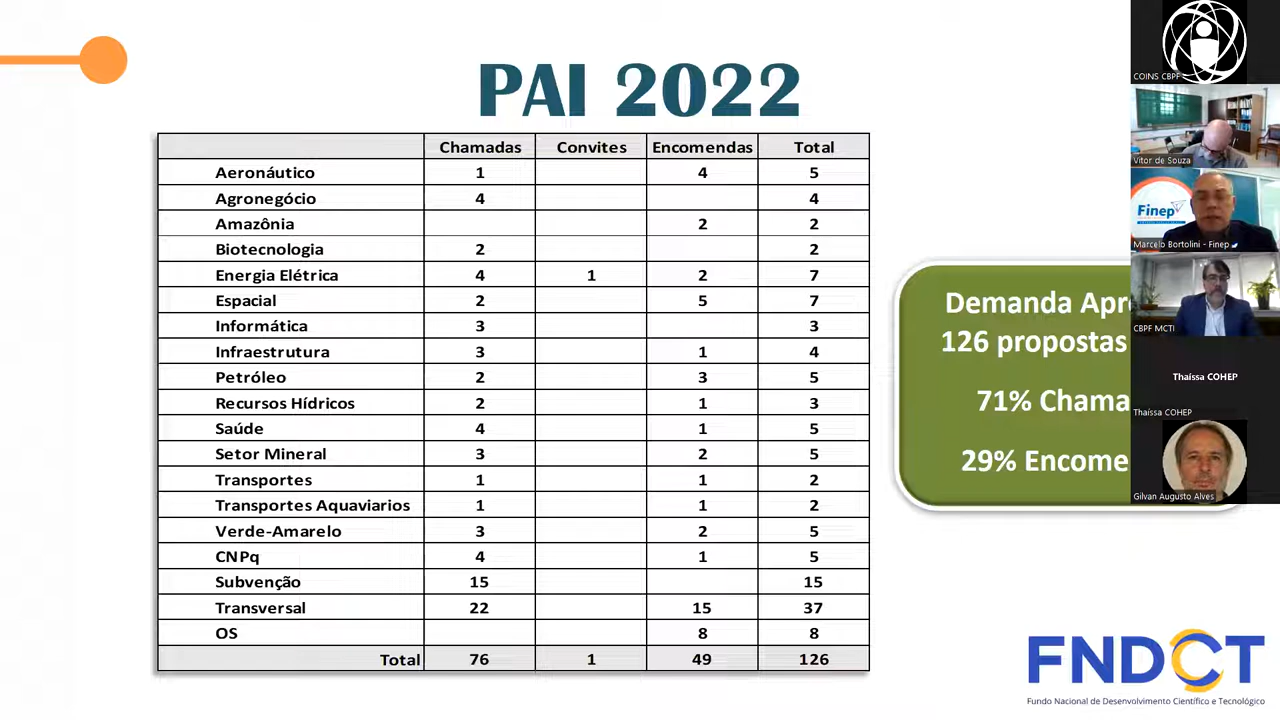 PAI 2022
Chamadas Convites Encomendas Total
Aeronáutico 1 4 5
Agronegócio 4 4
Amazônia 2 2
Biotecnologia 2 2
Energia Elétrica 4 1 2 7
Espacial 2 5 7
Informática 3 3
Infraestrutura 3 1 4
Petróleo 2 3 5
Recursos Hídricos 2 1 3
Saúde 4 1 5
Setor Mineral 3 2 5
Transportes 1 1 2
Transportes Aquaviarios 1 1 2
Verde-Amarelo 3 2 5
CNPq 4 1 5
Subvenção 15 15
Transversal 22 15 37
OS 8 8
Total 76 1 49 126
Demanda Apr
126 propostas
71% Chama
29% Encome
COINS CBPF
Vitor de Souza
Finep
Marcelo Bortolini - Finep
CBPF MCTI
Thaíssa COHEP
Thaíssa COHEP
Gilvan Augusto Alves
FNDCT
Fundo Nacional de Desenvolvimento Científico e Tecnológico